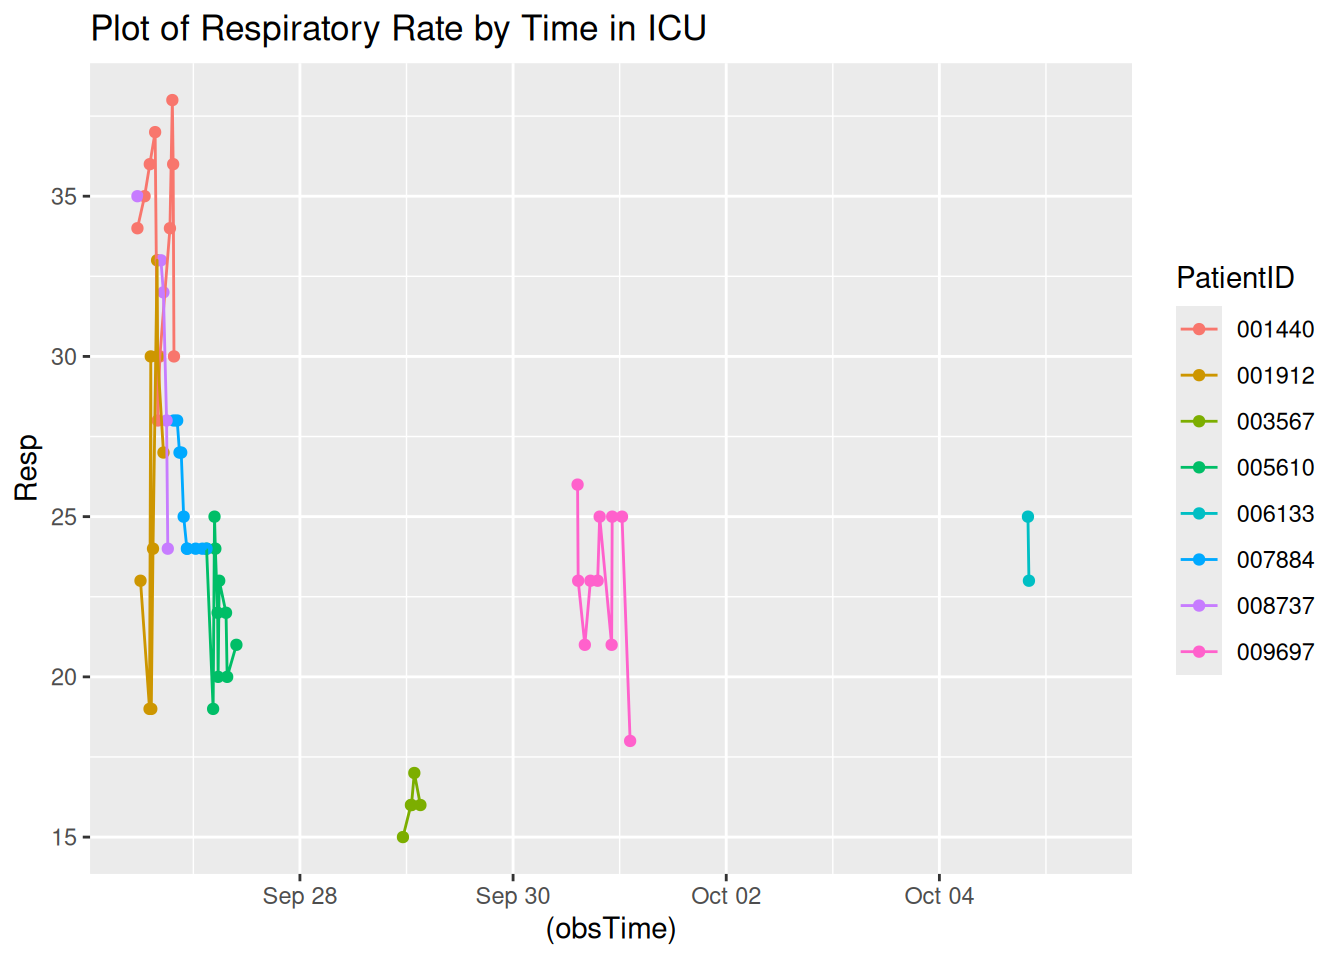 Plot of Respiratory Rate by Time in ICU
Resp
35
30
25
20
15
Sep 28
Sep 30
Oct 02
Oct 04
(obsTime)
PatientID
001440
001912
003567
005610
006133
007884
008737
009697